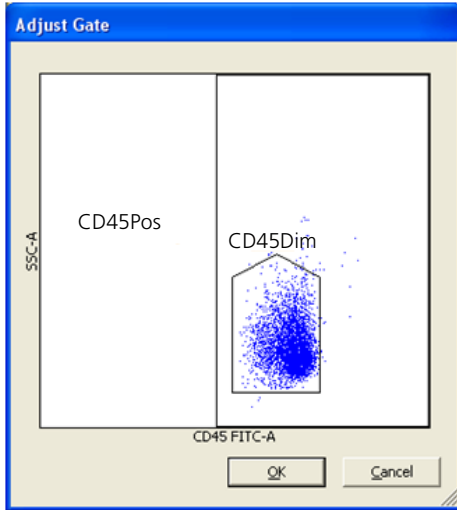 Adjust Gate
CD45Pos
CD45Dim
SSC-A
CD45 FITC-A
OK
Cancel